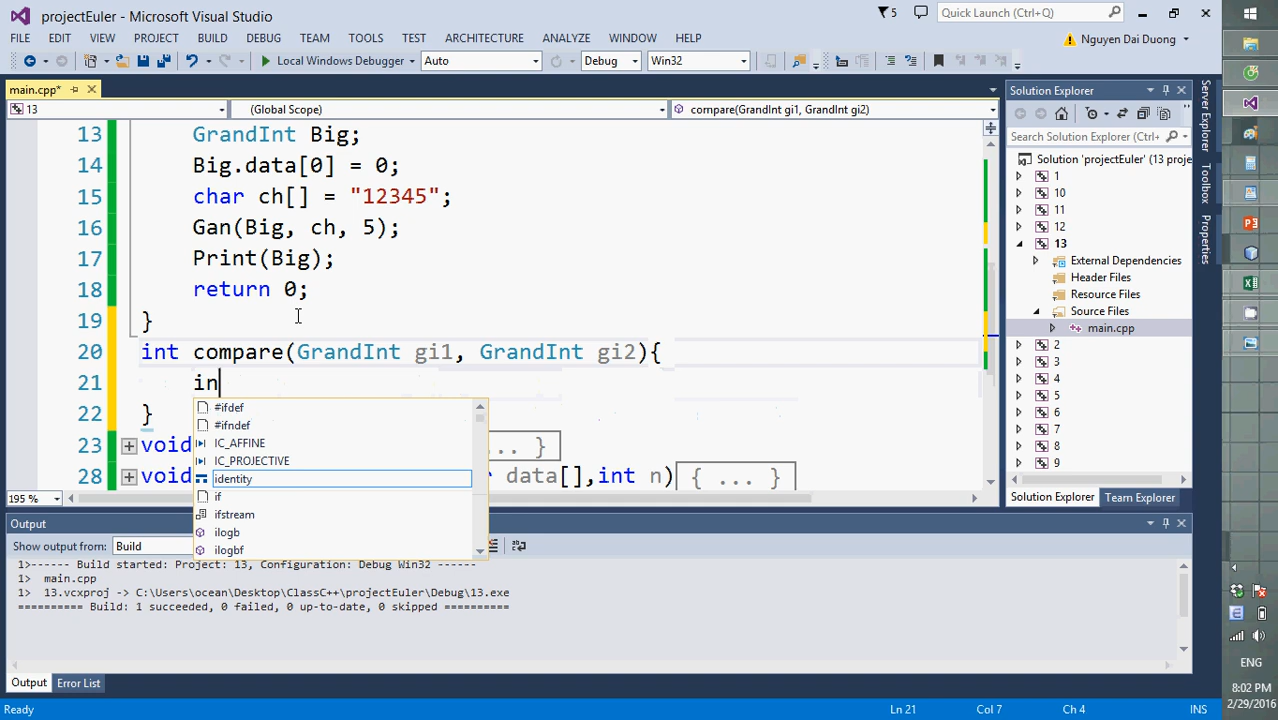 projectEuler - Microsoft Visual Studio
5
Quick Launch (Ctrl+Q)
FILE EDIT VIEW PROJECT BUILD DEBUG TEAM TOOLS TEST ARCHITECTURE ANALYZE WINDOW HELP
Nguyen Dai Duong
Local Windows Debugger
Auto
Debug
Win32
main.cpp*
13
(Global Scope)
compare(GrandInt gi1, GrandInt gi2)
13 GrandInt Big;
14 Big.data[0] = 0;
15 char ch[] = "12345";
16 Gan(Big, ch, 5);
17 Print(Big);
18 return 0;
19 }
20 int compare(GrandInt gi1, GrandInt gi2){
21 in
22 }
23 void ... }
28 void r data[],int n){ ... }
#ifdef
#ifndef
IC_AFFINE
IC_PROJECTIVE
identity
if
ifstream
ilogb
ilogbf
195 %
Solution Explorer
Search Solution Explorer (Ctrl+
Solution 'projectEuler' (13 proje
1
10
11
12
13
External Dependencies
Header Files
Resource Files
Source Files
main.cpp
2
3
4
5
6
7
8
9
Solution Explorer
Team Explorer
Server Explorer
Toolbox
Properties
Output
Show output from: Build
1>------ Build started: Project: 13, Configuration: Debug Win32 ------
1> main.cpp
1> 13.vcxproj -> C:\Users\ocean\Desktop\ClassC++\projectEuler\Debug\13.exe
========== Build: 1 succeeded, 0 failed, 0 up-to-date, 0 skipped ==========
Output
Error List
Ready
Ln 21
Col 7
Ch 4
INS
ENG
8:02 PM
2/29/2016